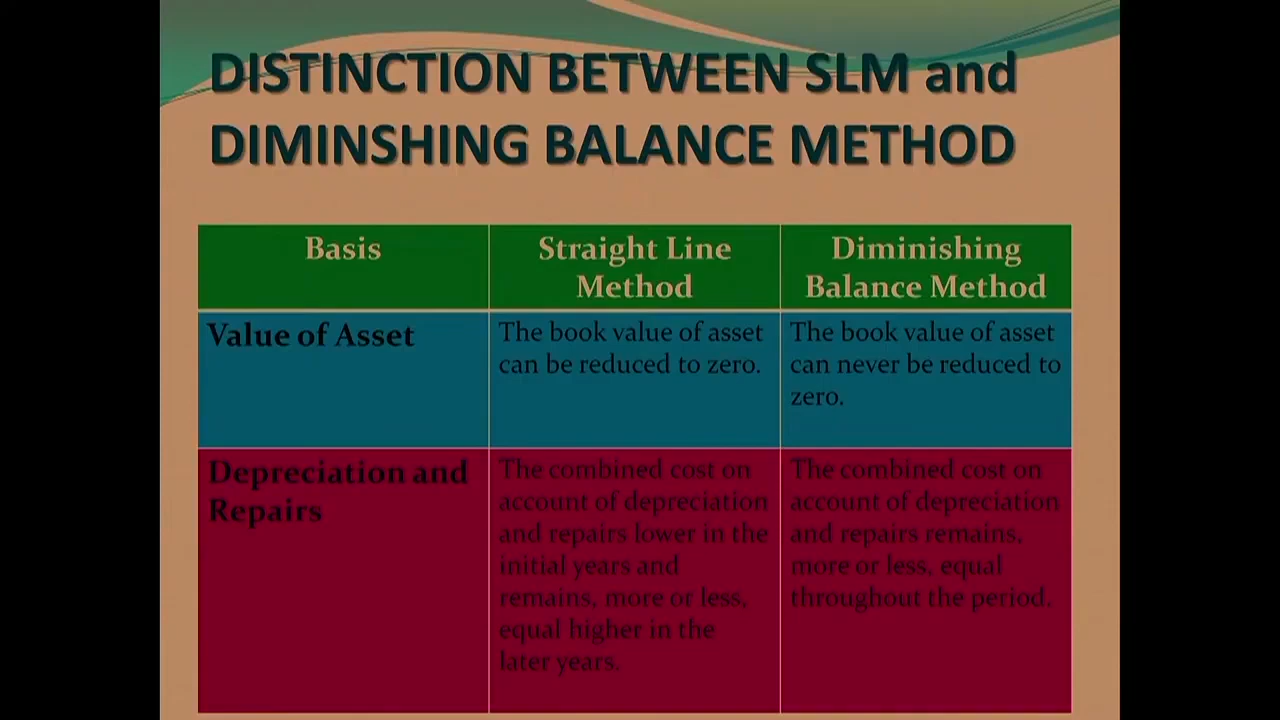 DISTINCTION BETWEEN SLM and
DIMINSHING BALANCE METHOD
Basis
Straight Line
Method
Diminishing
Balance Method
Value of Asset
The book value of asset
can be reduced to zero.
The book value of asset
can never be reduced to
zero.
Depreciation and
Repairs
The combined cost on
account of depreciation
and repairs lower in the
initial years and
remains, more or less,
equal higher in the
later years.
The combined cost on
account of depreciation
and repairs remains,
more or less, equal
throughout the period.